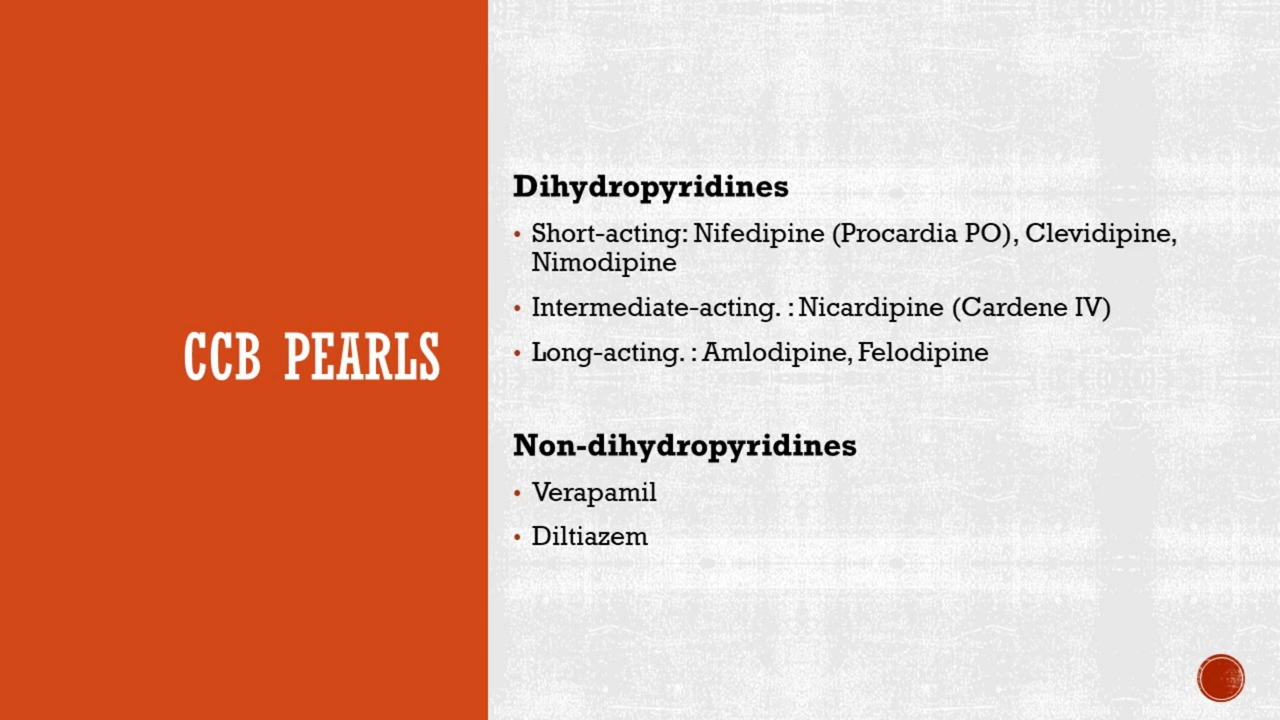 CCB PEARLS
Dihydropyridines
• Short-acting: Nifedipine (Procardia PO), Clevidipine,
Nimodipine
• Intermediate-acting. : Nicardipine (Cardene IV)
• Long-acting. : Amlodipine, Felodipine
Non-dihydropyridines
• Verapamil
• Diltiazem